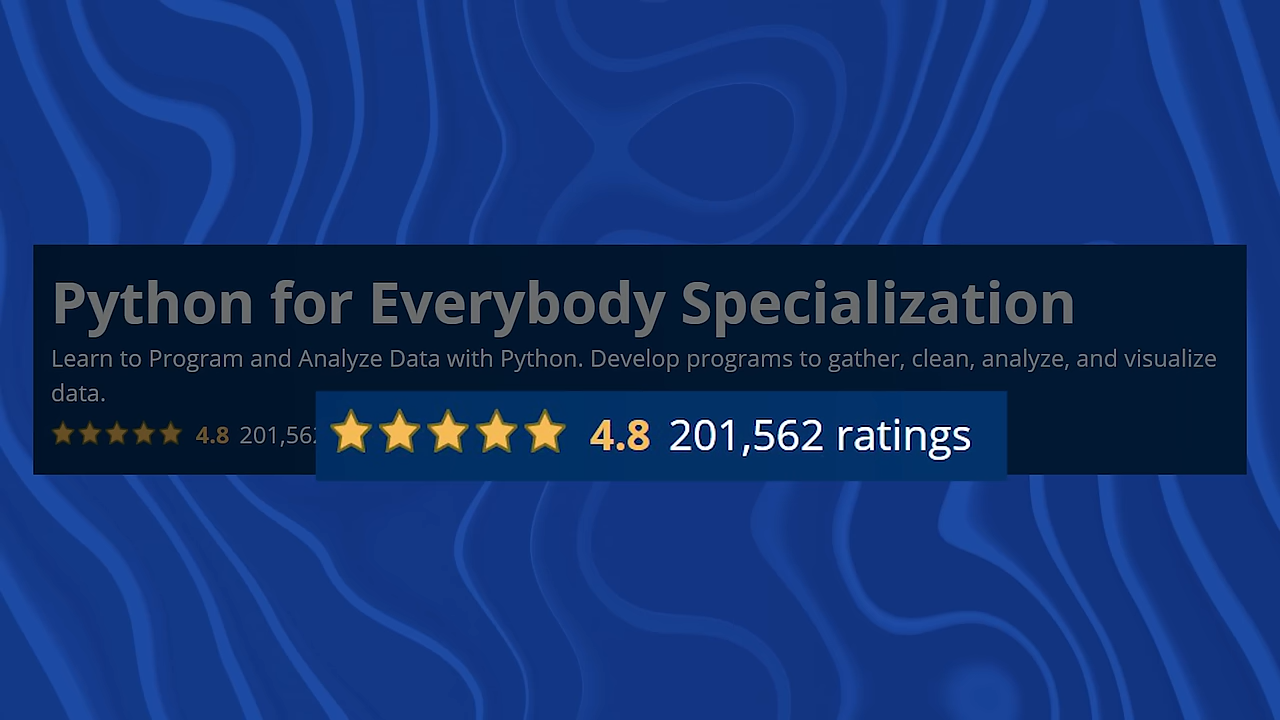 Python for Everybody Specialization
Learn to Program and Analyze Data with Python. Develop programs to gather, clean, analyze, and visualize
data.
4.8 201,562
4.8 201,562 ratings